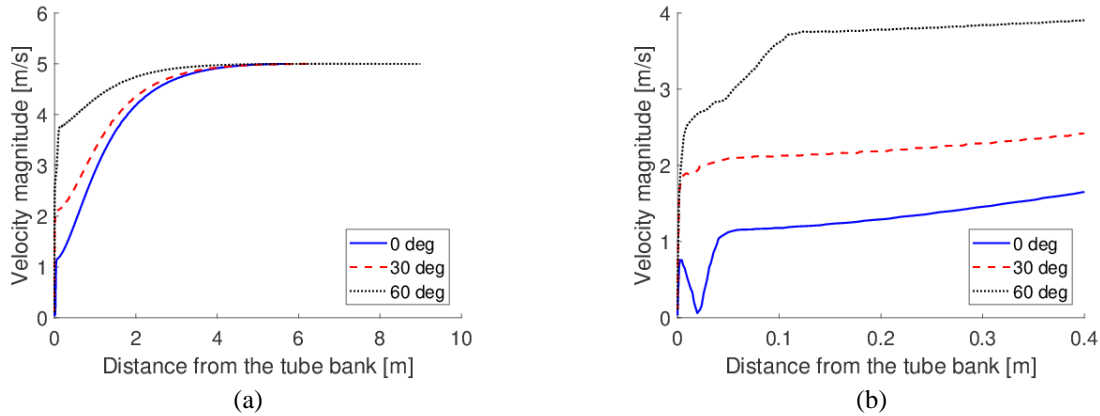 6
5
4
3
2
1
0
Velocity magnitude [m/s]
0 deg
30 deg
60 deg
0 2 4 6 8 10
Distance from the tube bank [m]
(a)
4
3
2
1
0
Velocity magnitude [m/s]
0 deg
30 deg
60 deg
0 0.1 0.2 0.3 0.4
Distance from the tube bank [m]
(b)